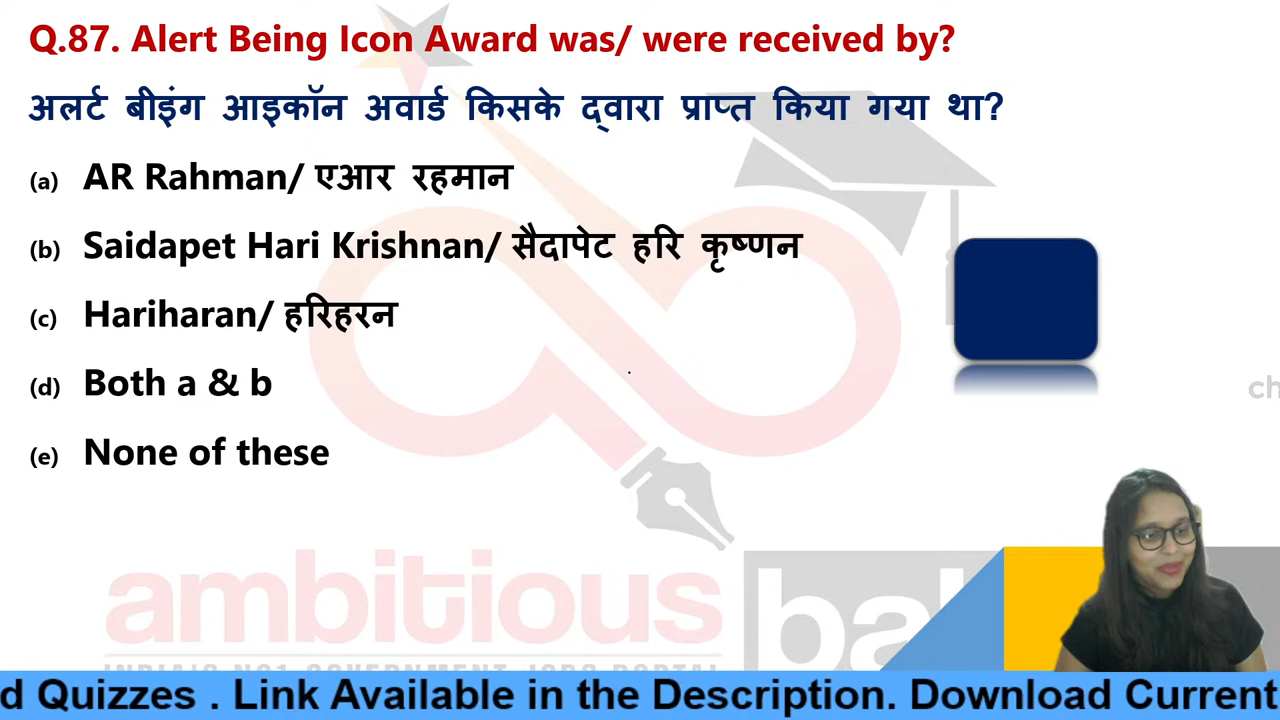 Q.87. Alert Being Icon Award was/ were received by?
अलर्ट बीइंग आइकॉन अवार्ड किसके द्वारा प्राप्त किया गया था?
(a) AR Rahman/ एआर रहमान
(b) Saidapet Hari Krishnan/ सैदापेट हरि कृष्णन
(c) Hariharan/ हरिहरन
(d) Both a & b
(e) None of these
ch
ambitious ba
d Quizzes . Link Available in the Description. Download Current